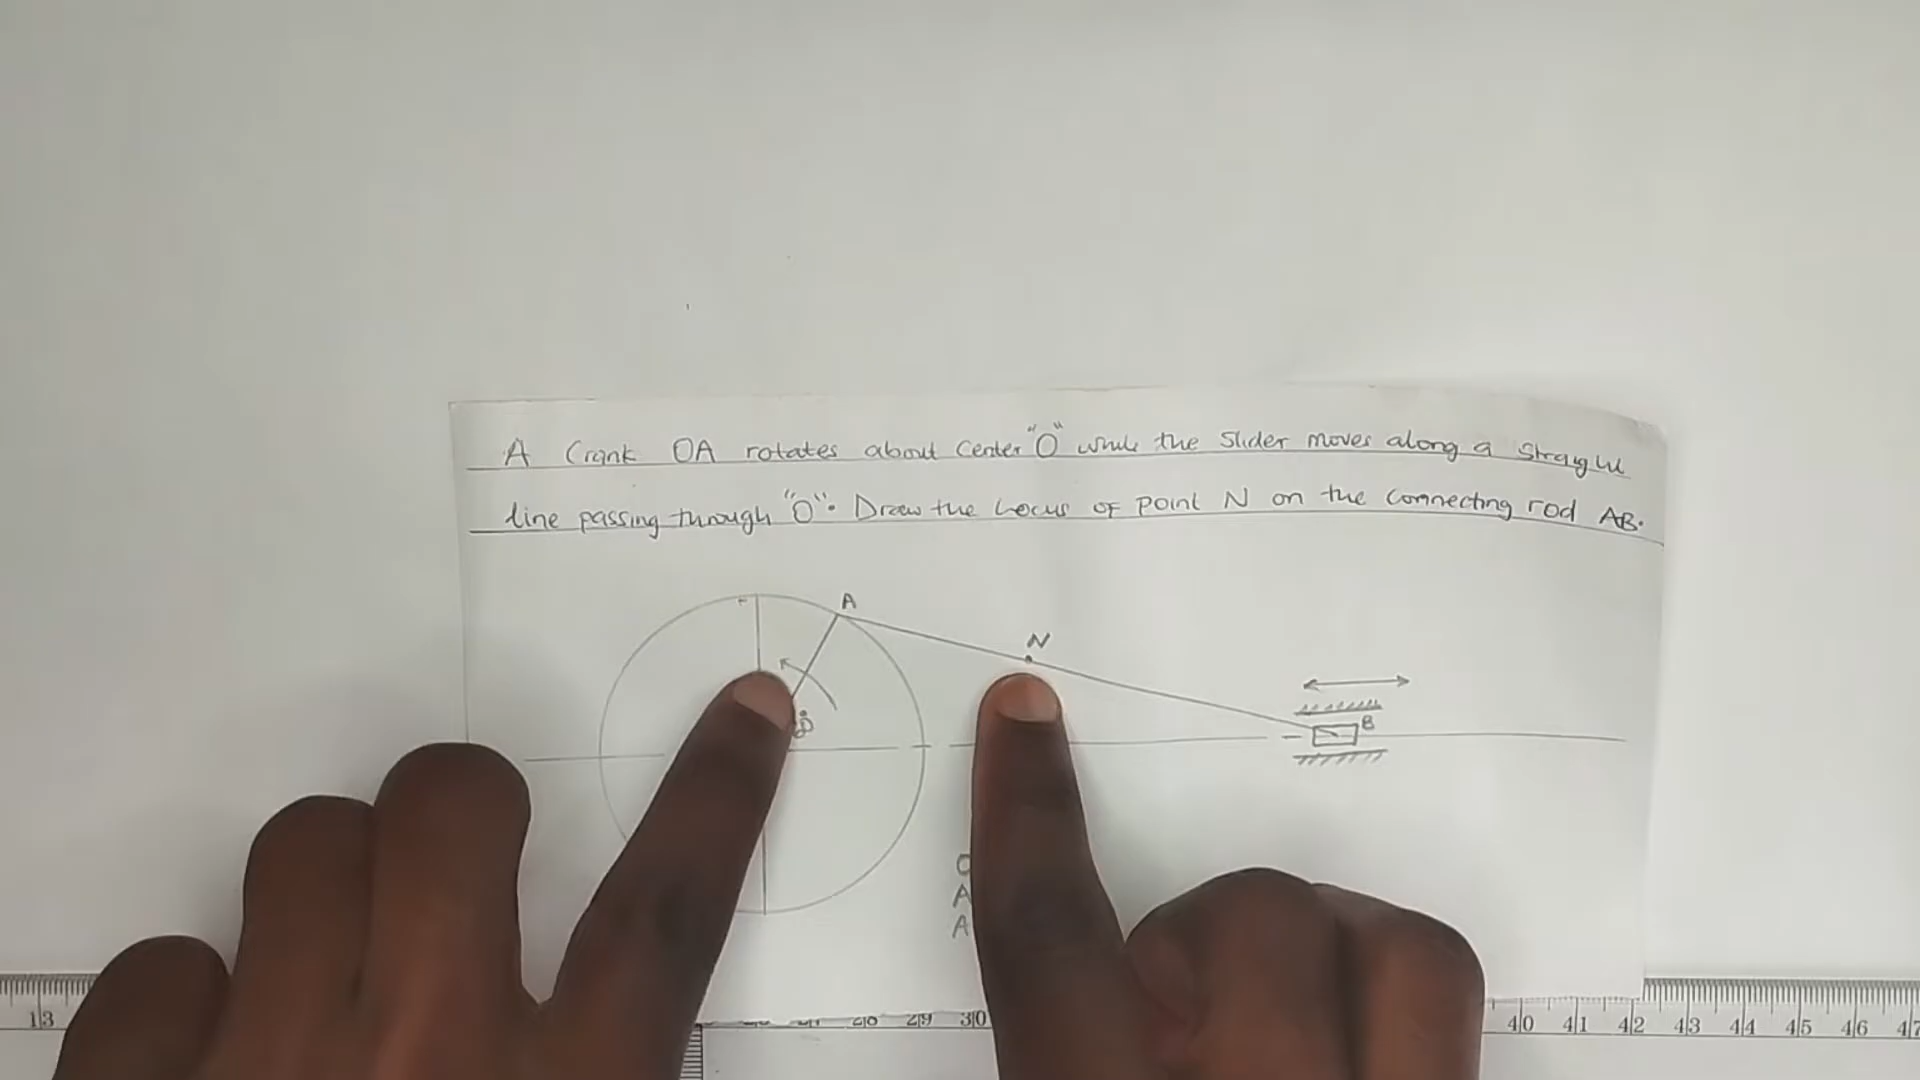 A Crank OA rotates about Center "O" while the Slider moves along a straight
line passing through "O". Draw the Locus of point N on the connecting rod AB.
A
N
B
O
A
A
13
29
30
40
41
42
43
44
45
46